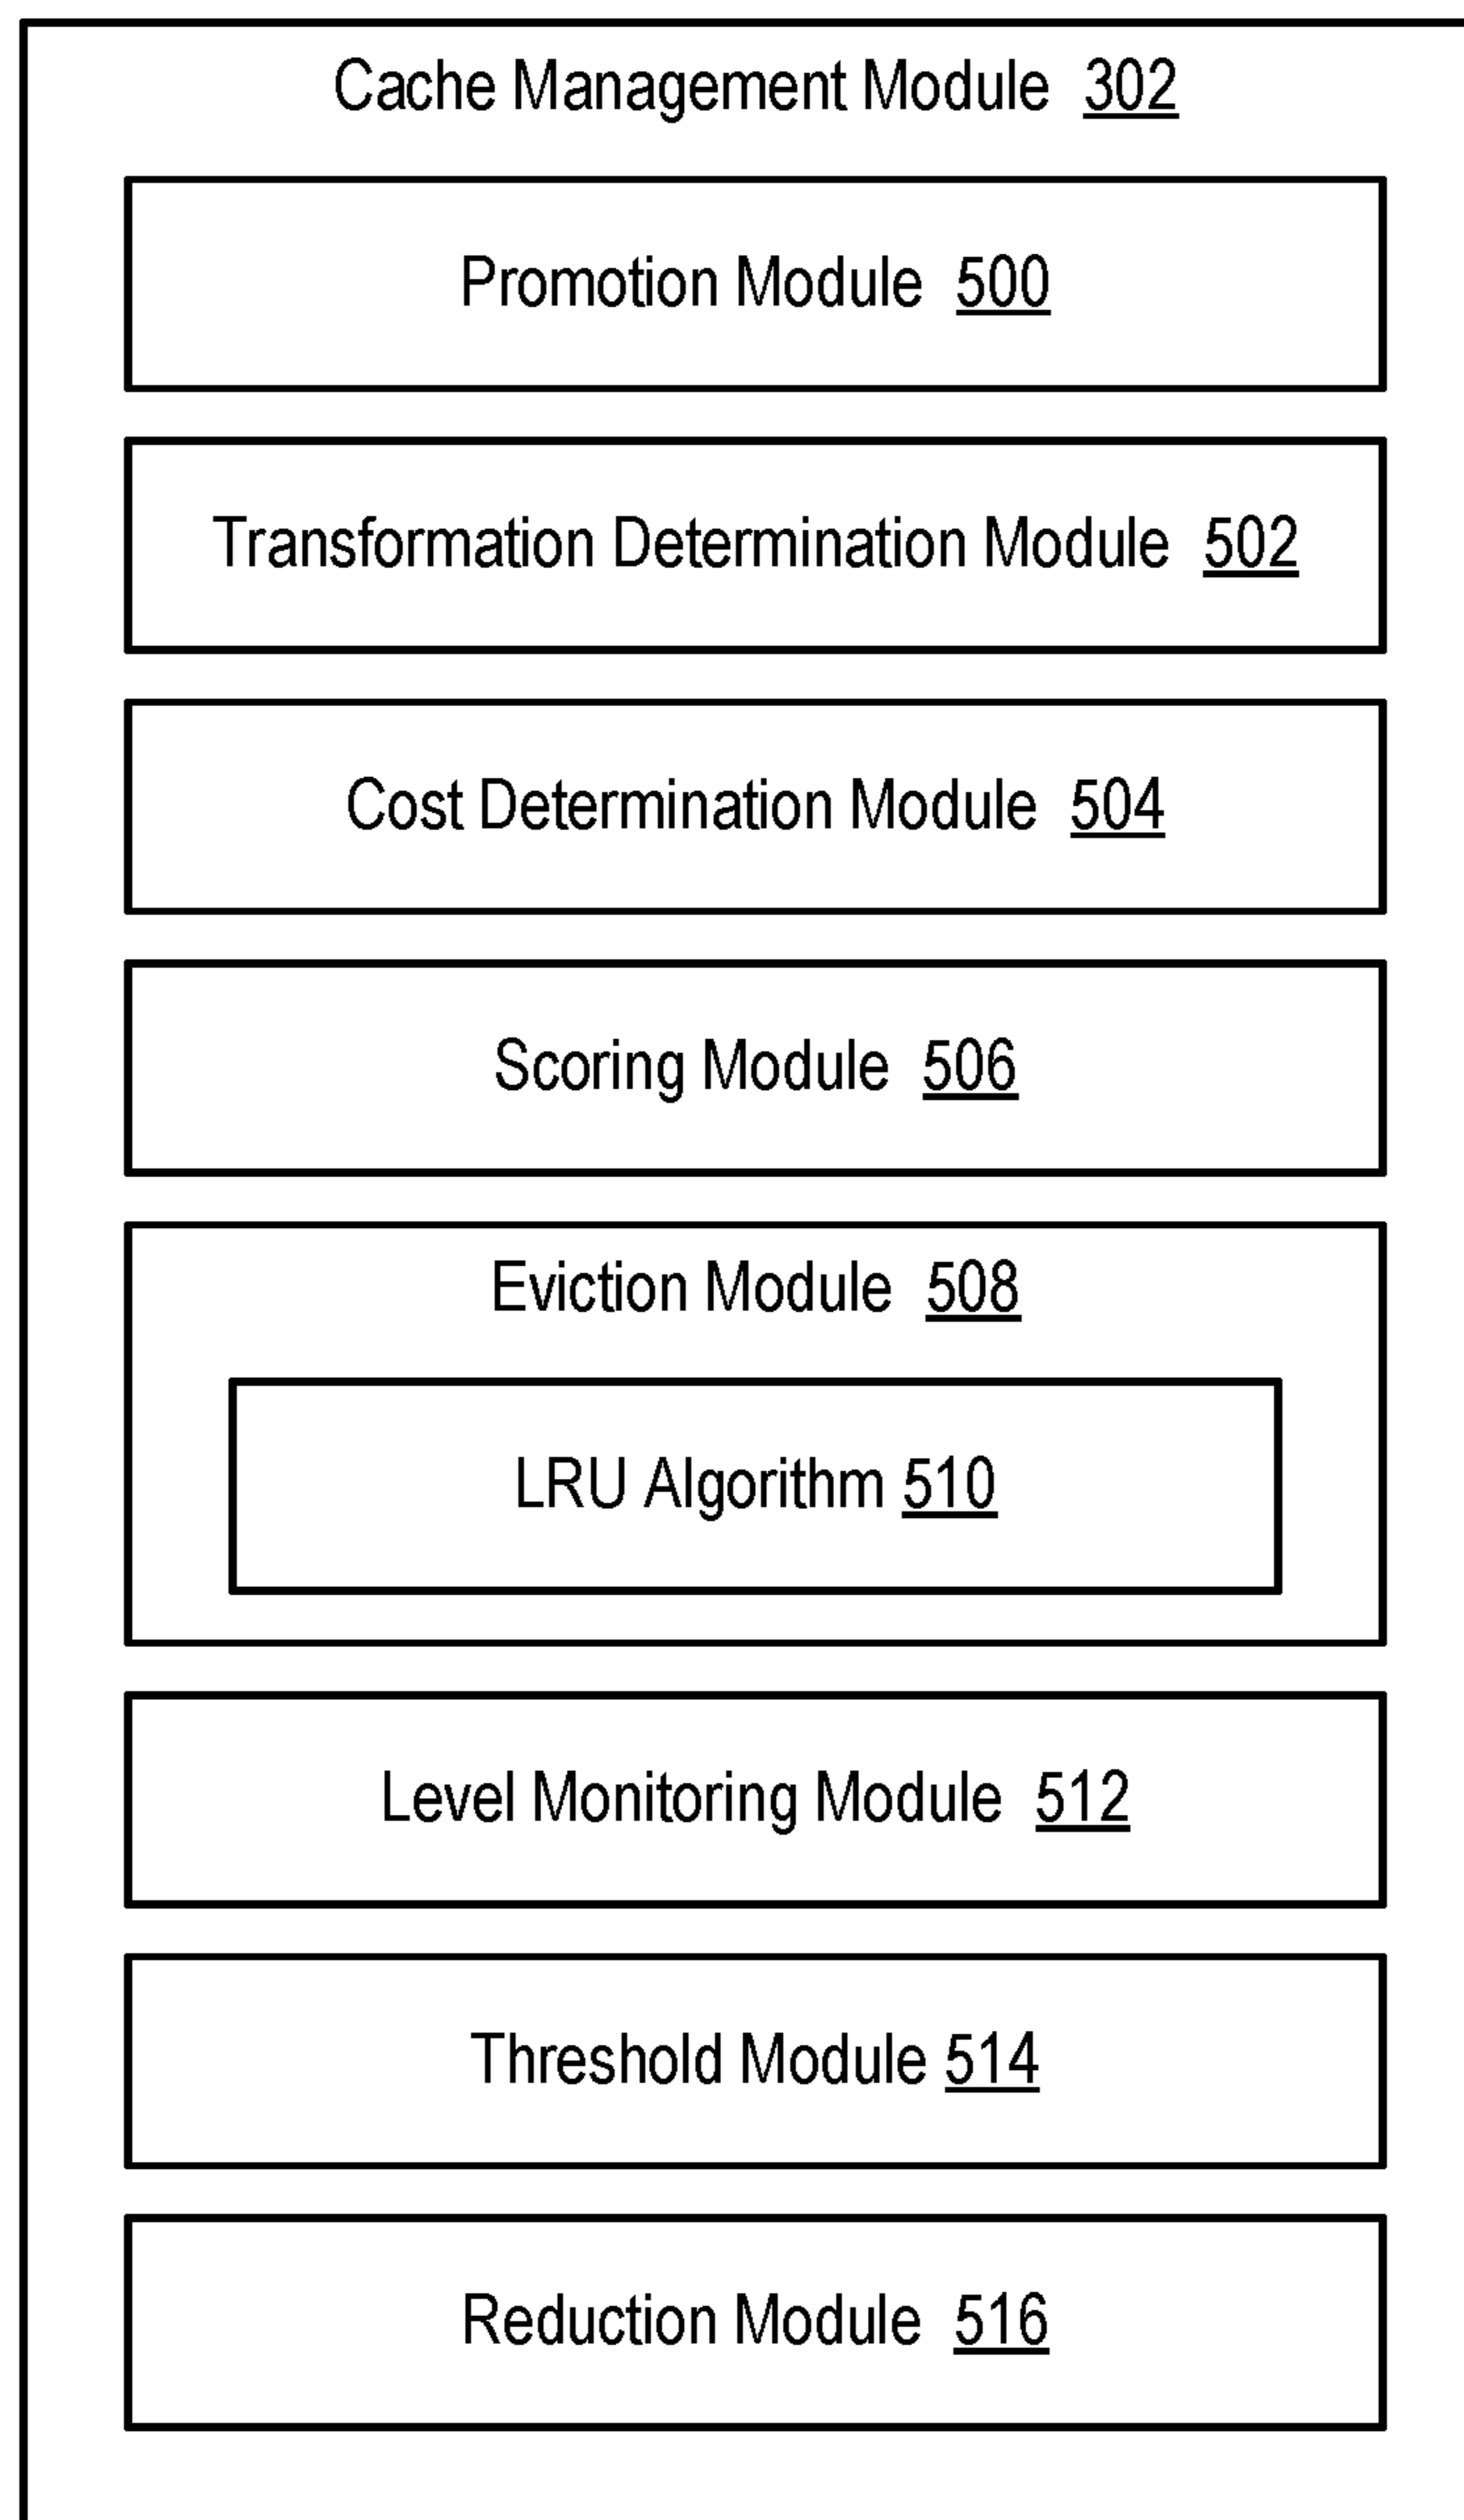 Cache Management Module 302
Promotion Module 500
Transformation Determination Module 502
Cost Determination Module 504
Scoring Module 506
Eviction Module 508
LRU Algorithm 510
Level Monitoring Module 512
Threshold Module 514
Reduction Module 516